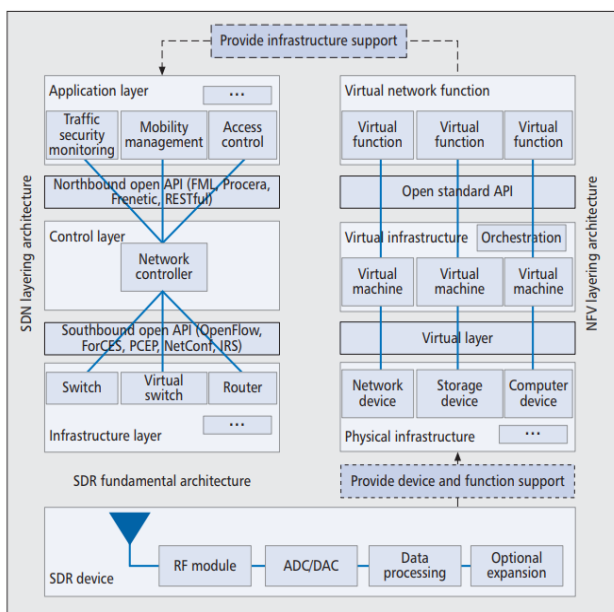 Provide infrastructure support
Application layer
...
Traffic
security
monitoring
Mobility
management
Access
control
Northbound open API (FML, Procera,
Frenetic, RESTful)
Control layer
Network
controller
Southbound open API (OpenFlow,
ForCES, PCEP, NetConf, IRS)
Switch
Virtual
switch
Router
...
Infrastructure layer
SDN layering architecture
Virtual network function
Virtual
function
Virtual
function
Virtual
function
Open standard API
Virtual infrastructure
Orchestration
Virtual
machine
Virtual
machine
Virtual
machine
Virtual layer
Network
device
Storage
device
Computer
device
Physical infrastructure
...
NFV layering architecture
SDR fundamental architecture
Provide device and function support
RF module
ADC/DAC
Data
processing
Optional
expansion
SDR device